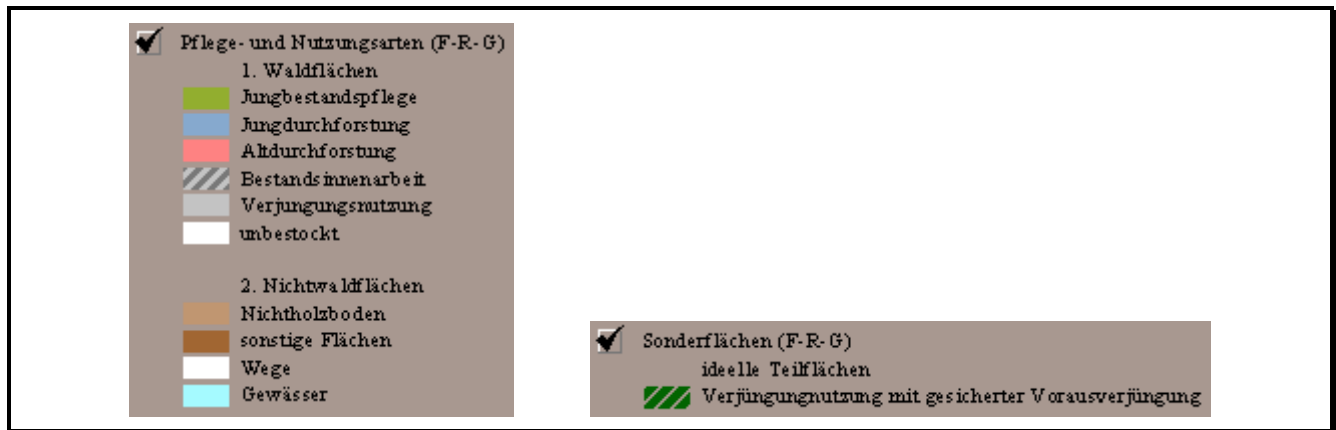 Pflege- und Nutzungsarten (F-R-G)
1. Waldflächen
Jungbestandspflege
Jungdurchforstung
Altdurchforstung
Bestandsinnenarbeit
Verjungungsnutzung
unbestockt
2. Nichtwaldflächen
Nichtholzboden
sonstige Flächen
Wege
Gewässer
Sonderflächen (F-R-G)
ideelle Teilflächen
Verjüngungnutzung mit gesicherter Vorausverjüngung